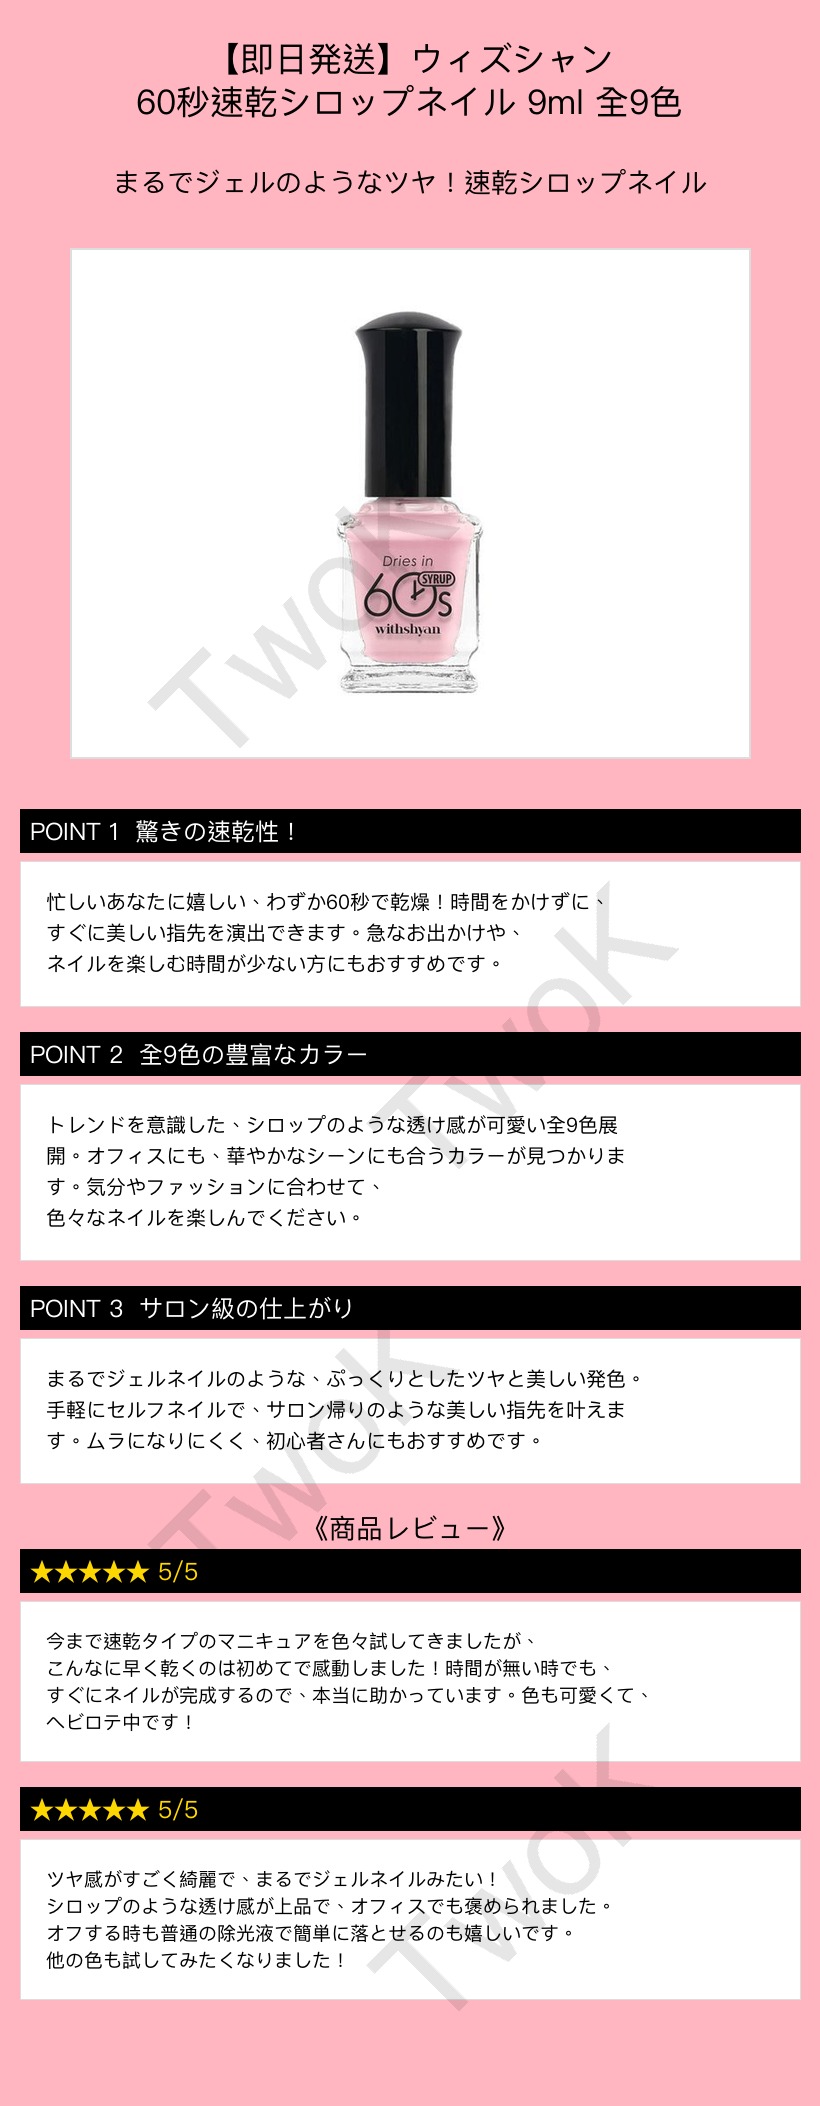 【即日発送】ウィズシャン
60秒速乾シロップネイル 9ml 全9色
まるでジェルのようなツヤ！速乾シロップネイル
Dries in
60s
SYRUP
withshyan
TwoK
POINT 1 驚きの速乾性！
忙しいあなたに嬉しい、わずか60秒で乾燥！時間をかけずに、
すぐに美しい指先を演出できます。急なお出かけや、
ネイルを楽しむ時間が少ない方にもおすすめです。
TwoK
POINT 2 全9色の豊富なカラー
トレンドを意識した、シロップのような透け感が可愛い全9色展
開。オフィスにも、華やかなシーンにも合うカラーが見つかりま
す。気分やファッションに合わせて、
色々なネイルを楽しんでください。
POINT 3 サロン級の仕上がり
まるでジェルネイルのような、ぷっくりとしたツヤと美しい発色。
手軽にセルフネイルで、サロン帰りのような美しい指先を叶えま
す。ムラになりにくく、初心者さんにもおすすめです。
TwoK
《商品レビュー》
★★★★★ 5/5
今まで速乾タイプのマニキュアを色々試してきましたが、
こんなに早く乾くのは初めてで感動しました！時間が無い時でも、
すぐにネイルが完成するので、本当に助かっています。色も可愛くて、
ヘビロテ中です！
★★★★★ 5/5
ツヤ感がすごく綺麗で、まるでジェルネイルみたい！
シロップのような透け感が上品で、オフィスでも褒められました。
オフする時も普通の除光液で簡単に落とせるのも嬉しいです。
他の色も試してみたくなりました！
TwoK